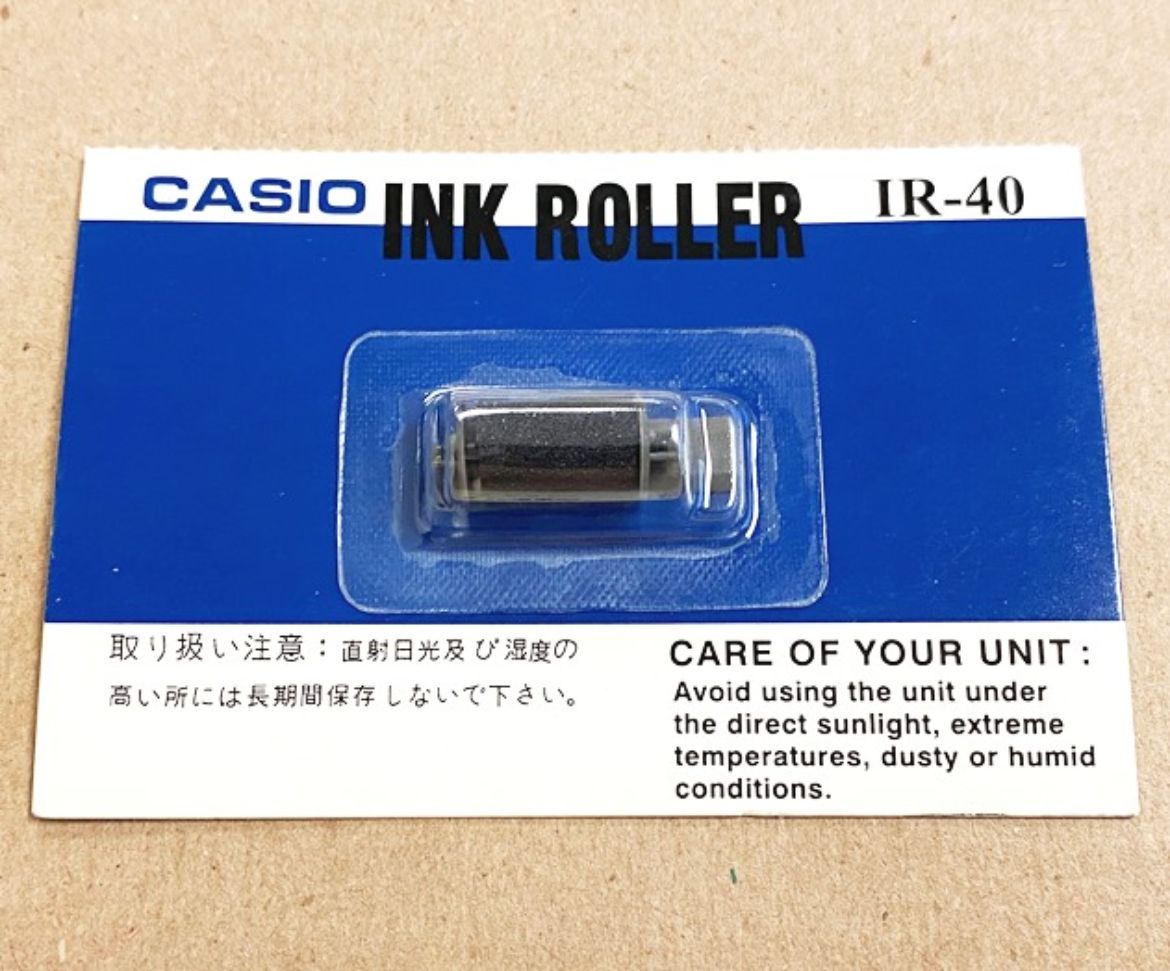 CASIO INK ROLLER IR-40
取り扱い注意：直射日光及び湿度の
高い所には長期間保存しないで下さい。
CARE OF YOUR UNIT :
Avoid using the unit under
the direct sunlight, extreme
temperatures, dusty or humid
conditions.